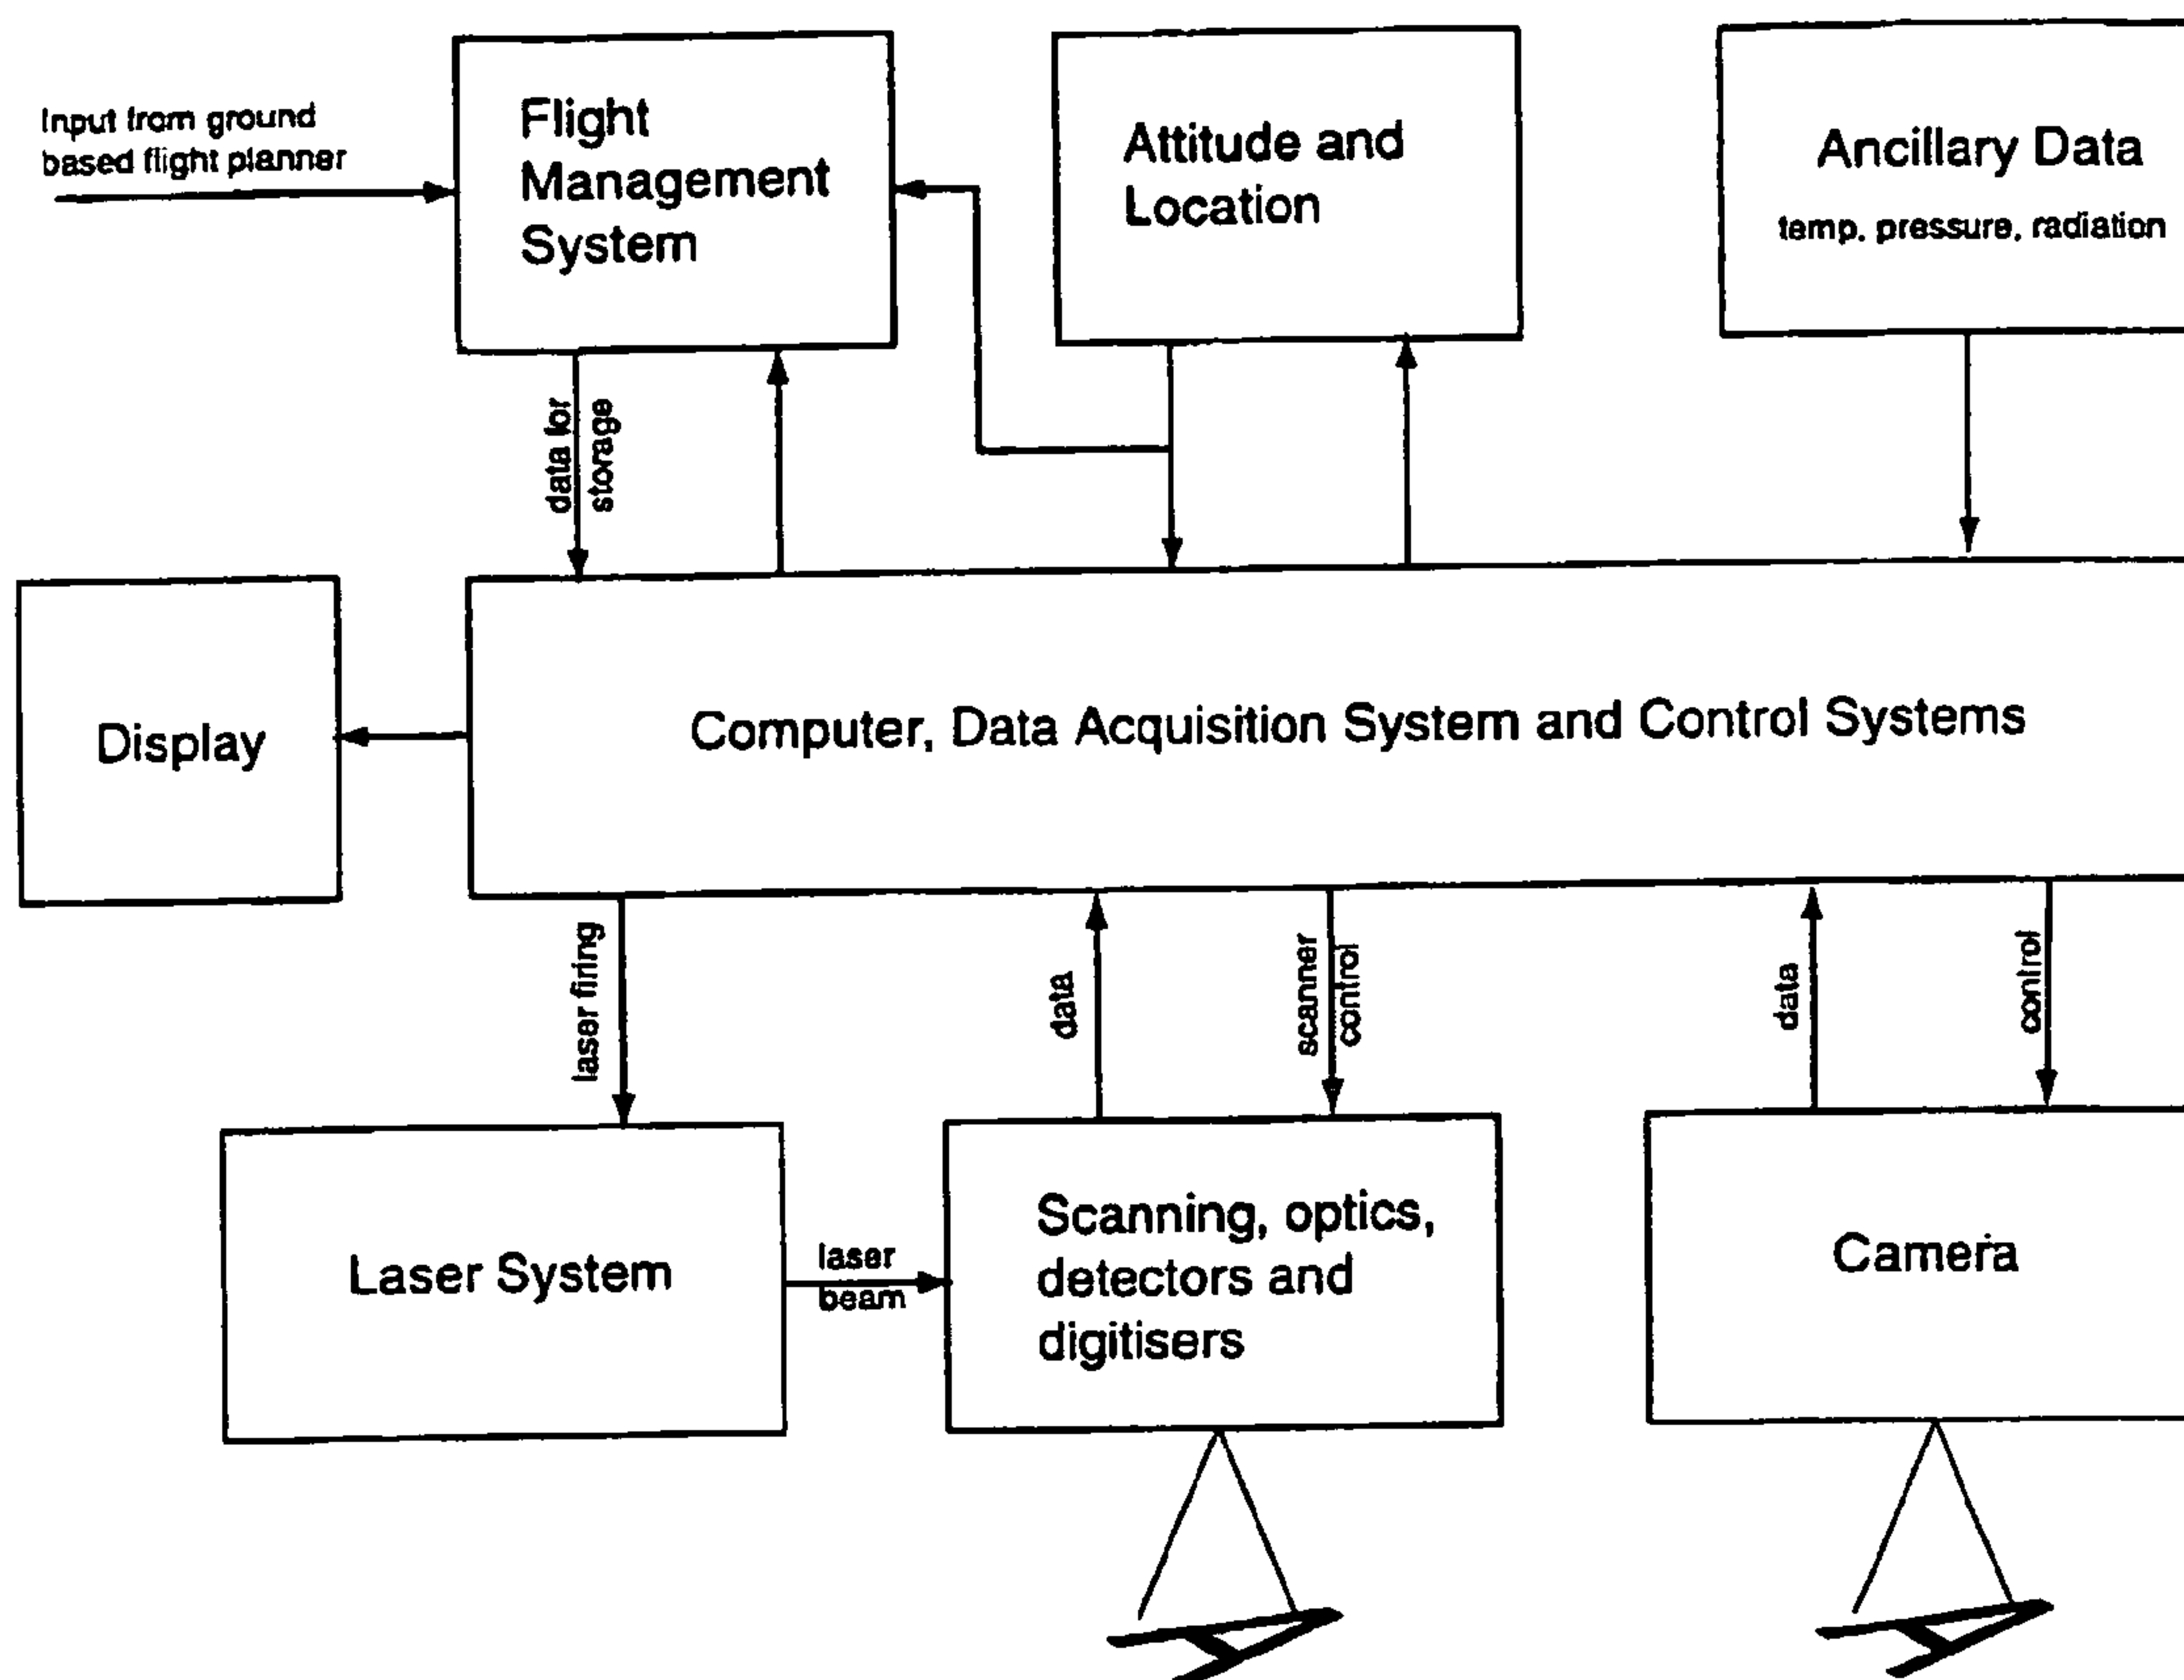 Input from ground
based flight planner
Flight
Management
System
Attitude and
Location
Ancillary Data
temp. pressure, radiation
data for
storage
Display
Computer, Data Acquisition System and Control Systems
laser firing
data
scanner
control
data
control
Laser System
laser
beam
Scanning, optics,
detectors and
digitisers
Camera
A
A